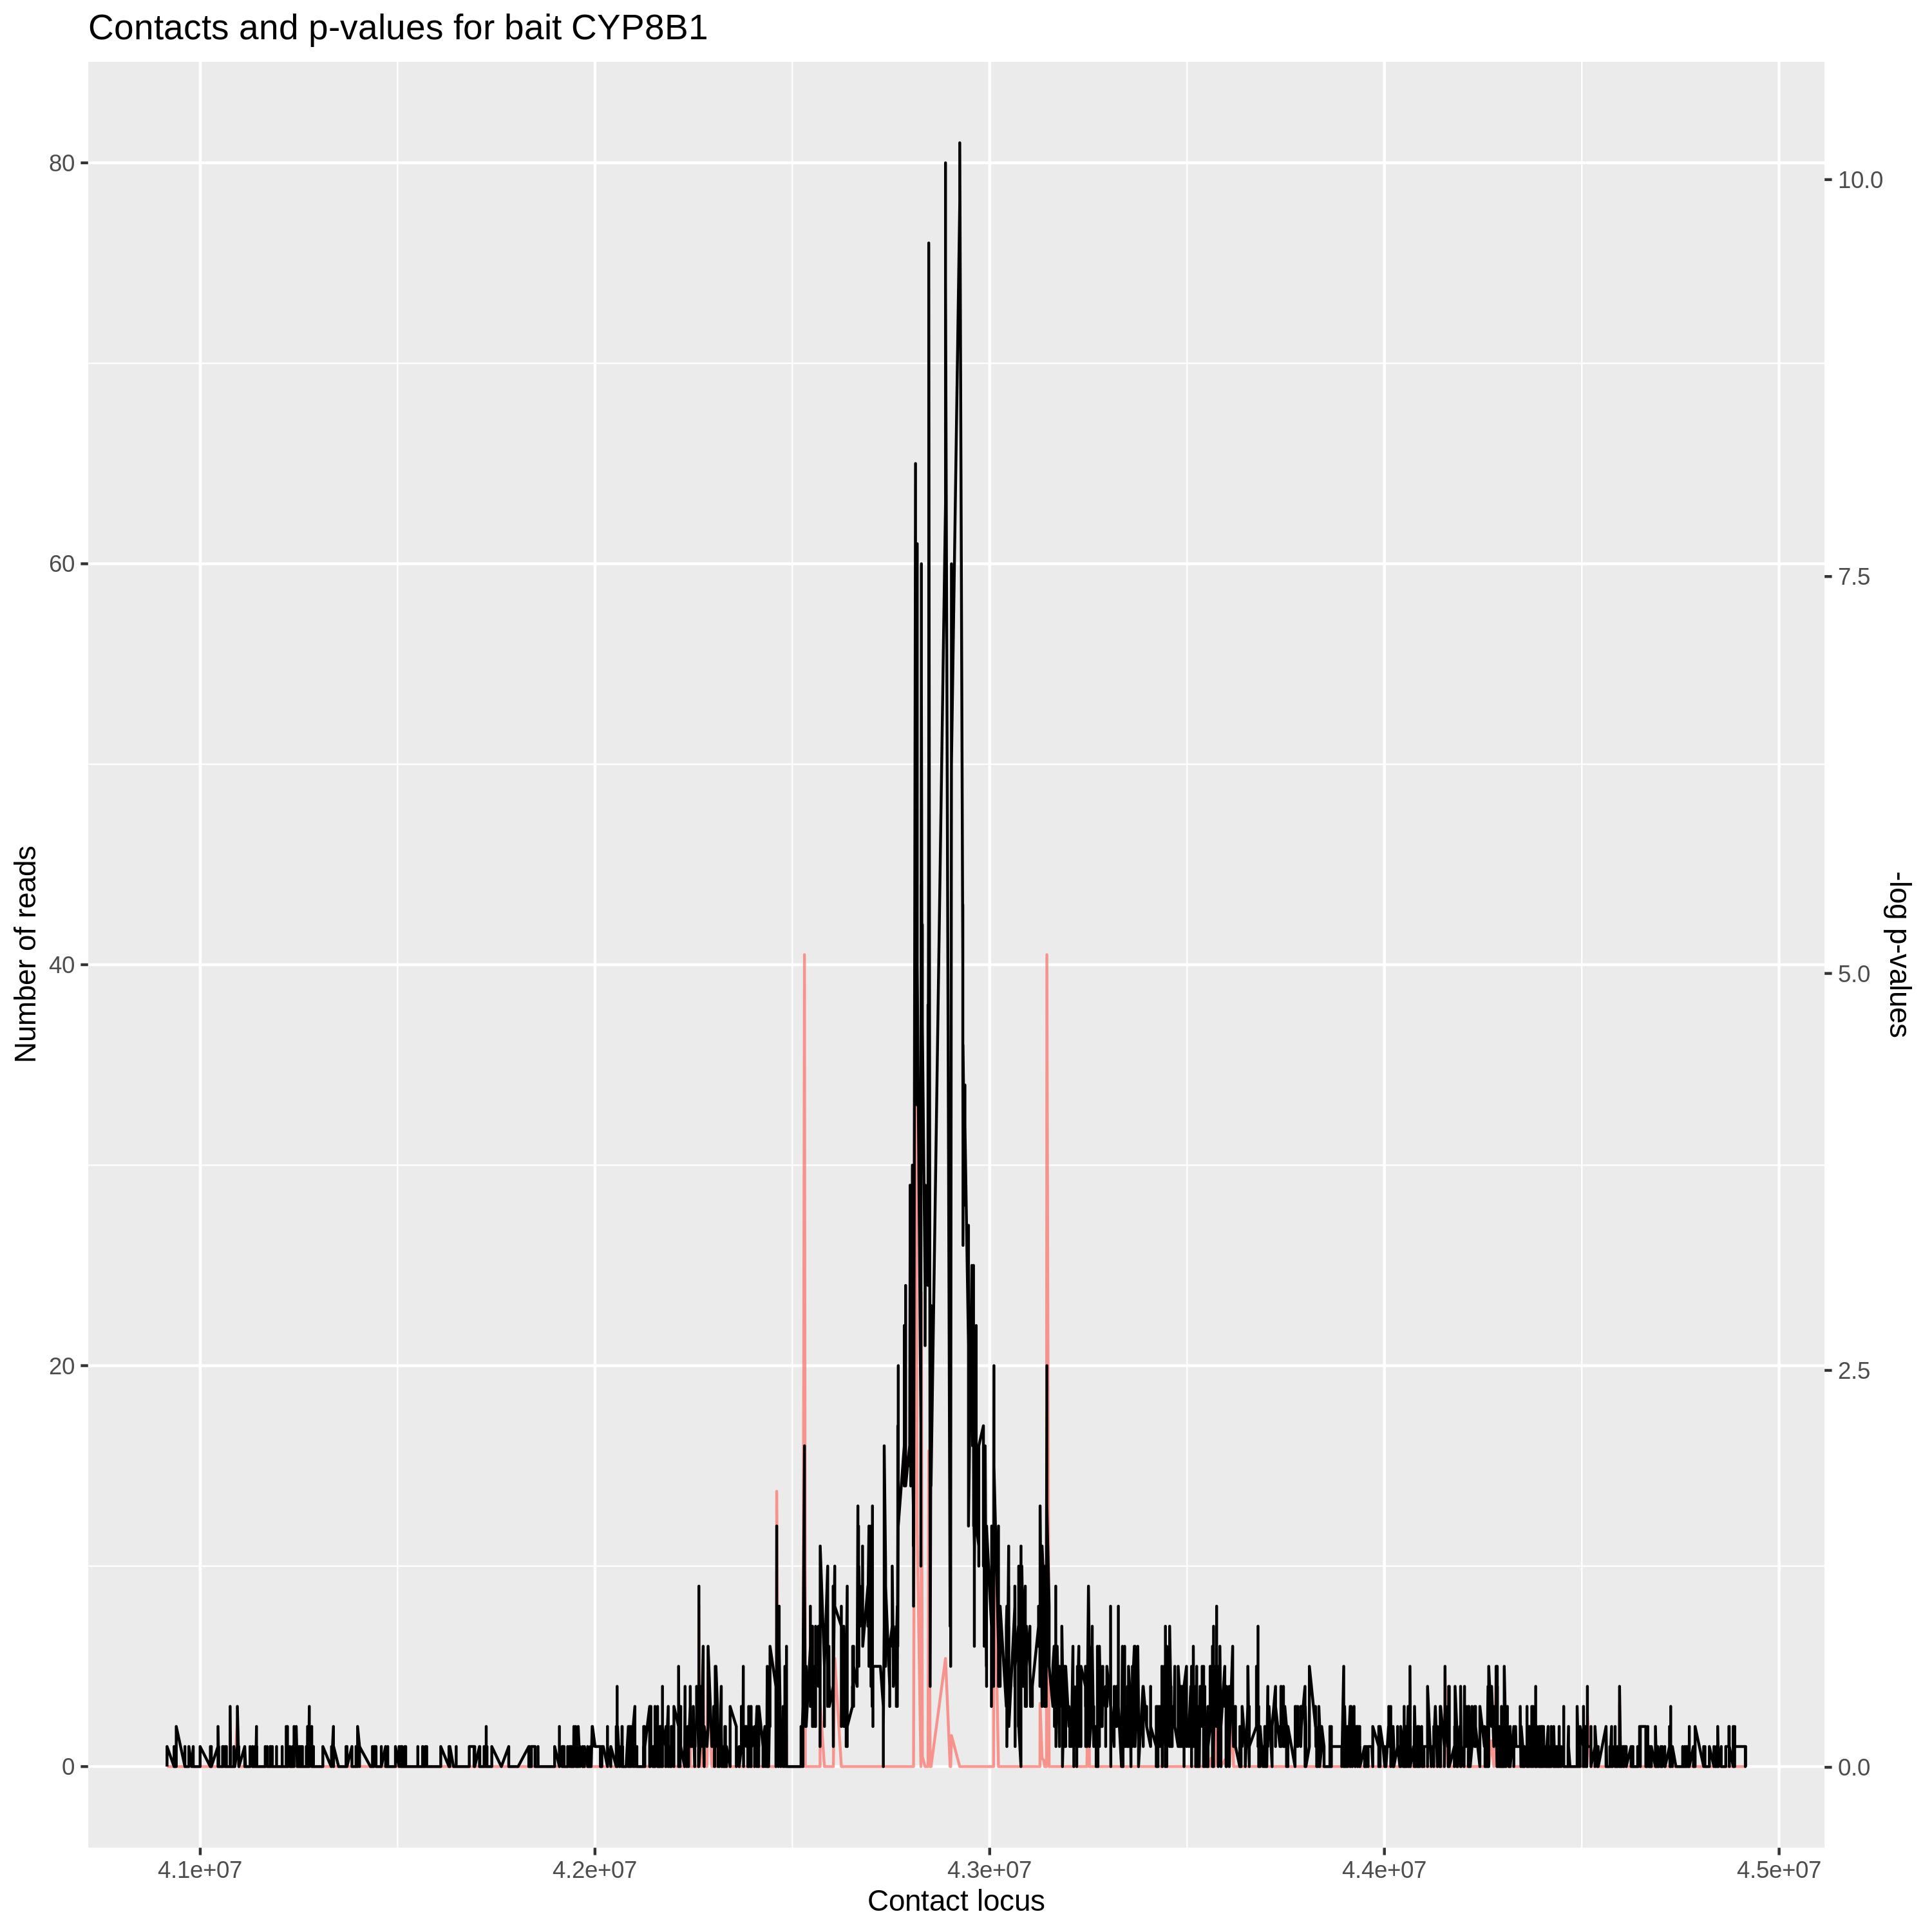 Contacts and p-values for bait CYP8B1
Number of reads
80
60
40
20
0
10.0
7.5
5.0
2.5
0.0
-log p-values
4.1e+07
4.2e+07
4.3e+07
4.4e+07
4.5e+07
Contact locus